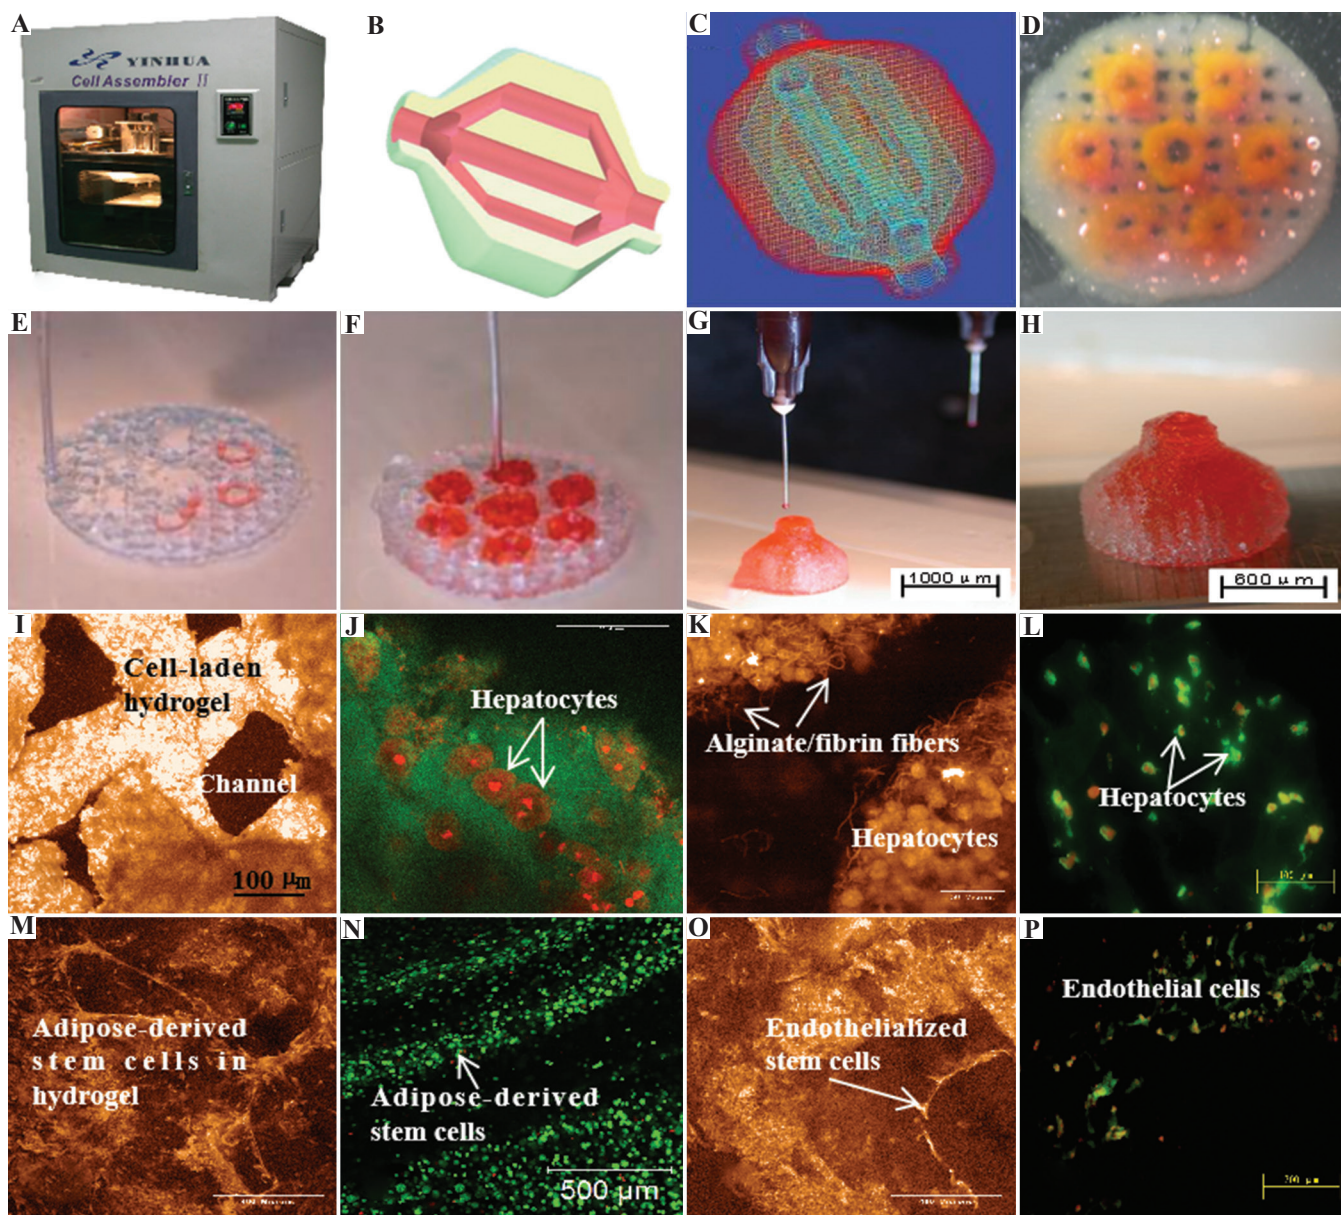 A
YINHUA
Cell Assembler II
B
C
D
E
F
G
1000 μm
H
600 μm
I
Cell-laden
hydrogel
Channel
100 μm
J
Hepatocytes
K
Alginate/fibrin fibers
Hepatocytes
L
Hepatocytes
M
Adipose-derived
stem cells in
hydrogel
N
Adipose-derived
stem cells
500 μm
O
Endothelialized
stem cells
P
Endothelial cells